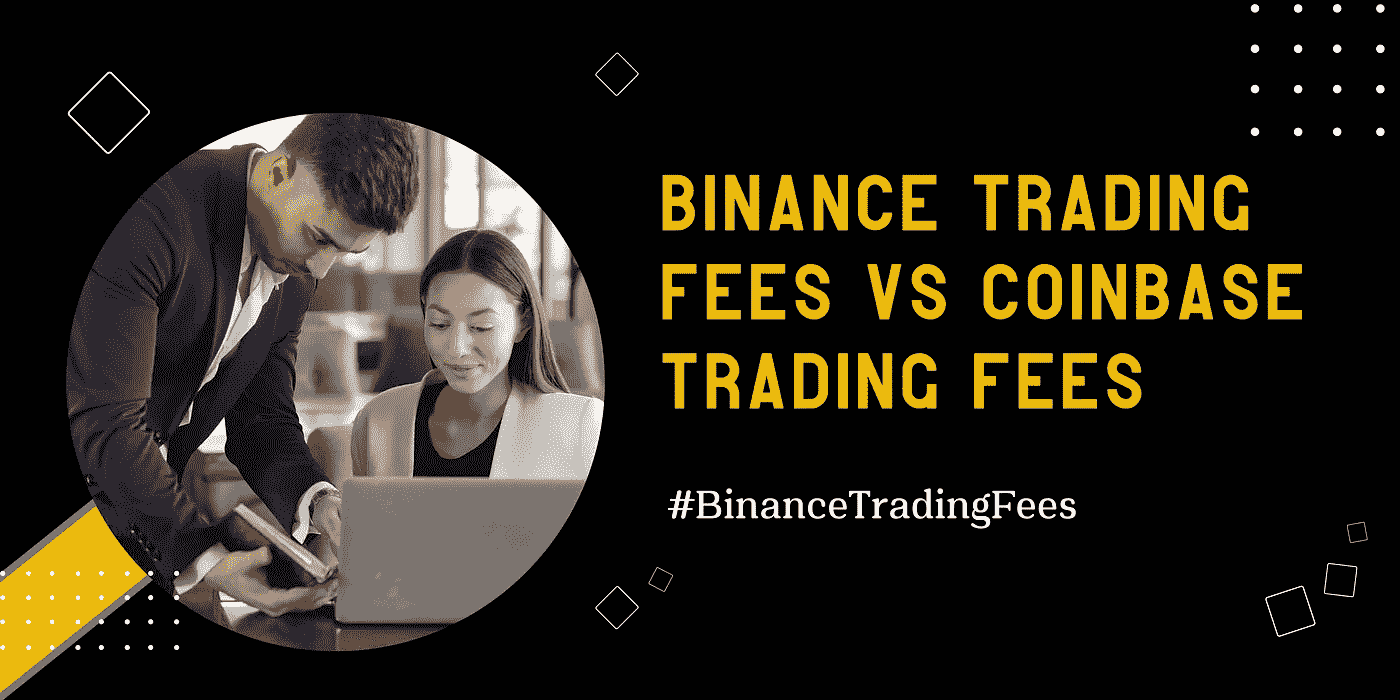 BINANCE TRADING
FEES VS COINBASE
TRADING FEES
#BinanceTradingFees